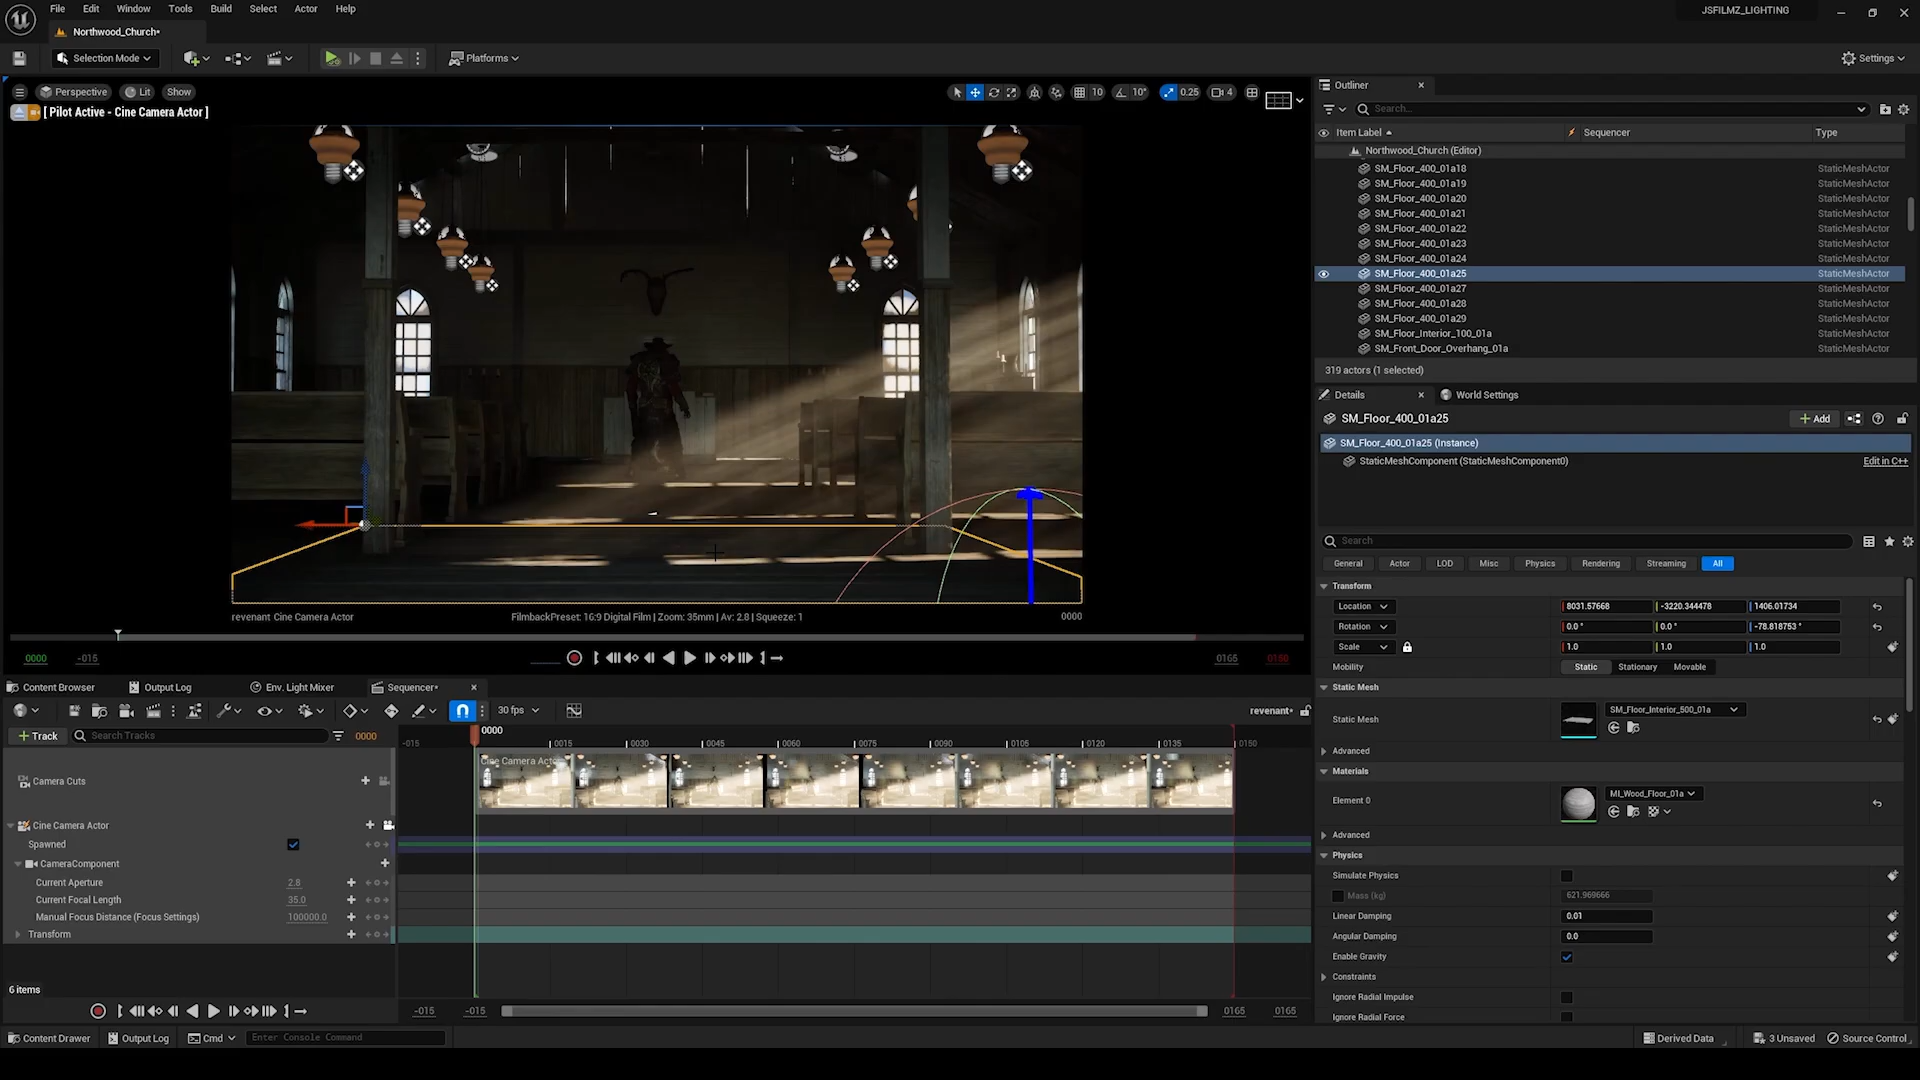 File Edit Window Tools Build Select Actor Help
JSFILMZ_LIGHTING
Northwood_Church•
Selection Mode
Platforms
Settings
Perspective Lit Show
10 10° 0.25 4
[ Pilot Active - Cine Camera Actor ]
revenant Cine Camera Actor
FilmbackPreset: 16:9 Digital Film | Zoom: 35mm | Av: 2.8 | Squeeze: 1
0000
0000 -015
0165 0180
Outliner
Search...
Item Label Sequencer Type
Northwood_Church (Editor)
SM_Floor_400_01a18 StaticMeshActor
SM_Floor_400_01a19 StaticMeshActor
SM_Floor_400_01a20 StaticMeshActor
SM_Floor_400_01a21 StaticMeshActor
SM_Floor_400_01a22 StaticMeshActor
SM_Floor_400_01a23 StaticMeshActor
SM_Floor_400_01a24 StaticMeshActor
SM_Floor_400_01a25 StaticMeshActor
SM_Floor_400_01a27 StaticMeshActor
SM_Floor_400_01a28 StaticMeshActor
SM_Floor_400_01a29 StaticMeshActor
SM_Floor_Interior_100_01a StaticMeshActor
SM_Front_Door_Overhang_01a StaticMeshActor
319 actors (1 selected)
Details World Settings
SM_Floor_400_01a25
Add
SM_Floor_400_01a25 (Instance)
StaticMeshComponent (StaticMeshComponent0) Edit in C++
Search
General Actor LOD Misc Physics Rendering Streaming All
Transform
Location 8031.57668 -3220.344478 1406.01734
Rotation 0.0 ° 0.0 ° -78.818753 °
Scale 1.0 1.0 1.0
Mobility Static Stationary Movable
Static Mesh
Static Mesh SM_Floor_Interior_500_01a
Advanced
Materials
Element 0 MI_Wood_Floor_01a
Advanced
Physics
Simulate Physics
Mass (kg) 621.969666
Linear Damping 0.01
Angular Damping 0.0
Enable Gravity
Constraints
Ignore Radial Impulse
Ignore Radial Force
Content Browser Output Log Env. Light Mixer Sequencer•
30 fps
revenant•
Track Search Tracks 0000
-015 0000 0015 0030 0045 0060 0075 0090 0105 0120 0135 0150
Cine Camera Actor
Camera Cuts
Cine Camera Actor
Spawned
CameraComponent
Current Aperture 2.8
Current Focal Length 35.0
Manual Focus Distance (Focus Settings) 100000.0
Transform
6 items
-015 -015 0165 0165
Content Drawer Output Log Cmd Enter Console Command
Derived Data 3 Unsaved Source Control